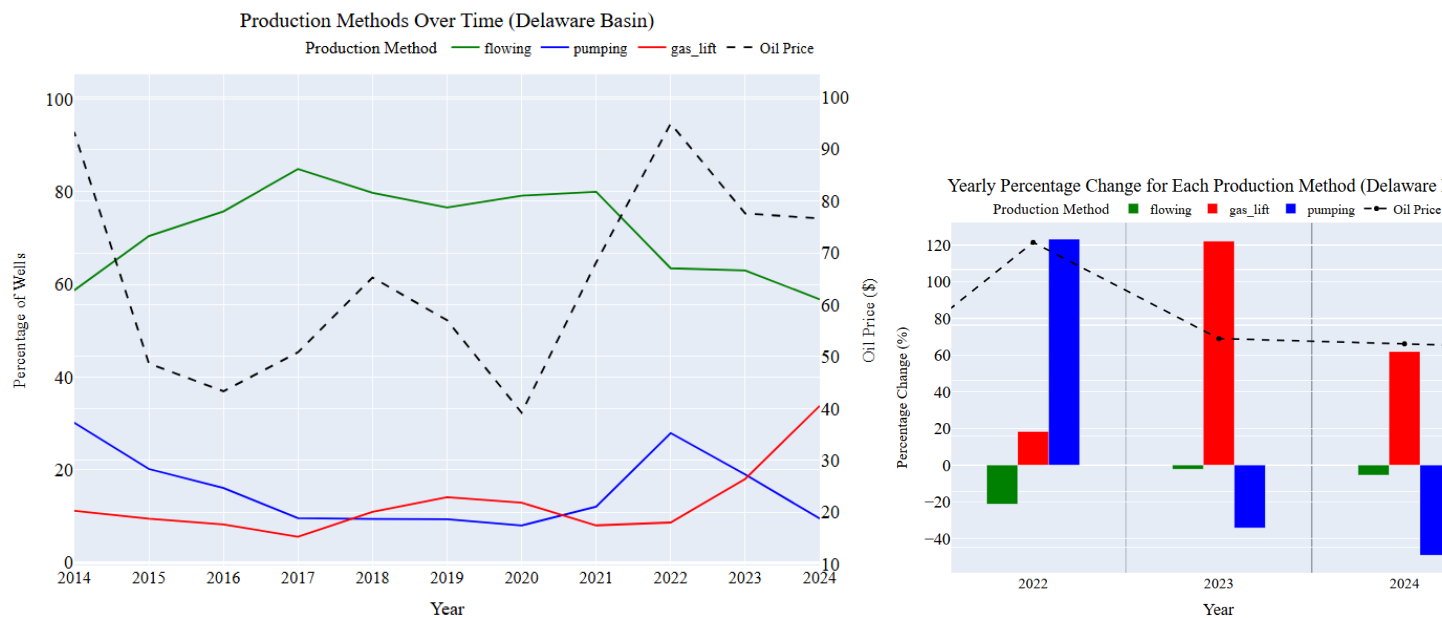 Production Methods Over Time (Delaware Basin)
Production Method flowing pumping gas_lift Oil Price
100
80
60
40
20
0
Percentage of Wells
100
90
80
70
60
50
40
30
20
10
Oil Price ($)
2014 2015 2016 2017 2018 2019 2020 2021 2022 2023 2024
Year
Yearly Percentage Change for Each Production Method (Delaware
Production Method flowing gas_lift pumping Oil Price
120
100
80
60
40
20
0
−20
−40
Percentage Change (%)
2022 2023 2024
Year